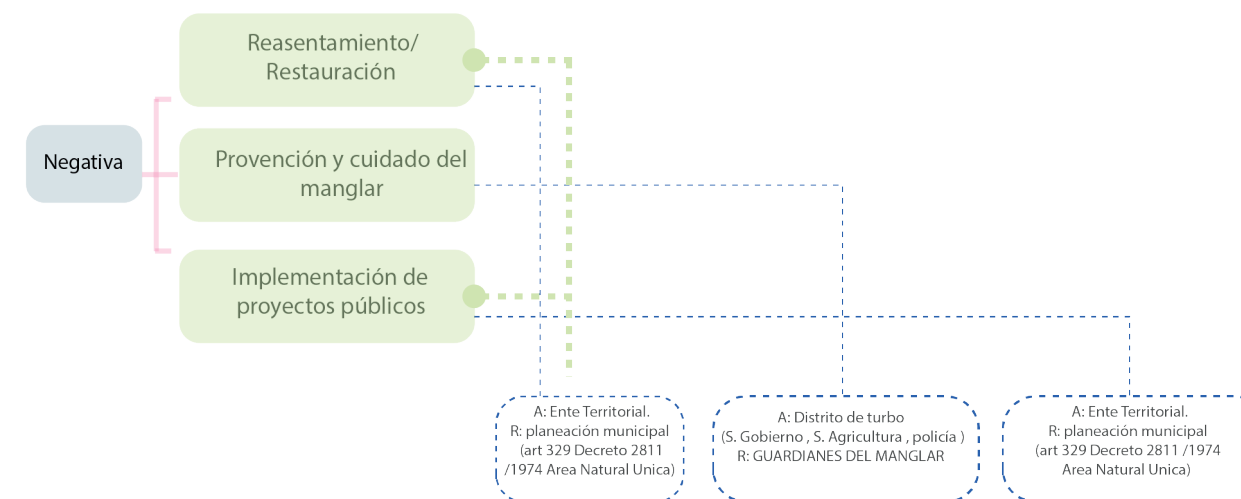 Reasentamiento/
Restauración
Negativa
Provención y cuidado del
manglar
Implementación de
proyectos públicos
A: Ente Territorial.
R: planeación municipal
(art 329 Decreto 2811
/1974 Area Natural Unica)
A: Distrito de turbo
(S. Gobierno , S. Agricultura , policía )
R: GUARDIANES DEL MANGLAR
A: Ente Territorial.
R: planeación municipal
(art 329 Decreto 2811 /1974
Area Natural Unica)